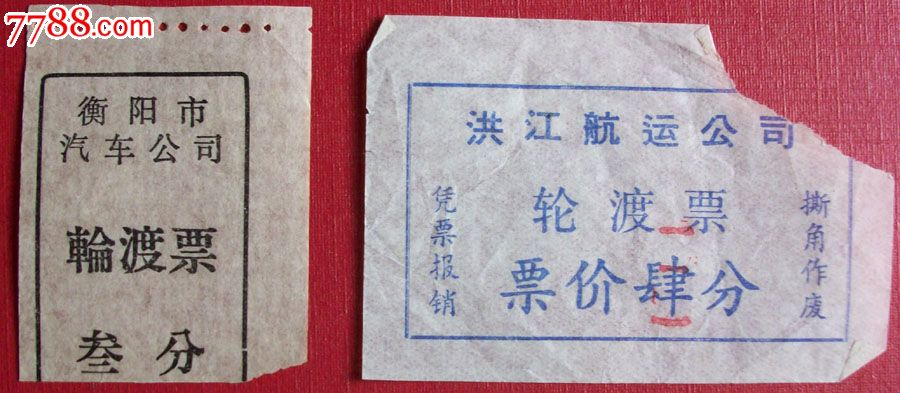 7788.com
衡阳市
汽车公司
輪渡票
叁分
洪江航运公司
轮渡票
票价肆分
凭票报销
撕角作废